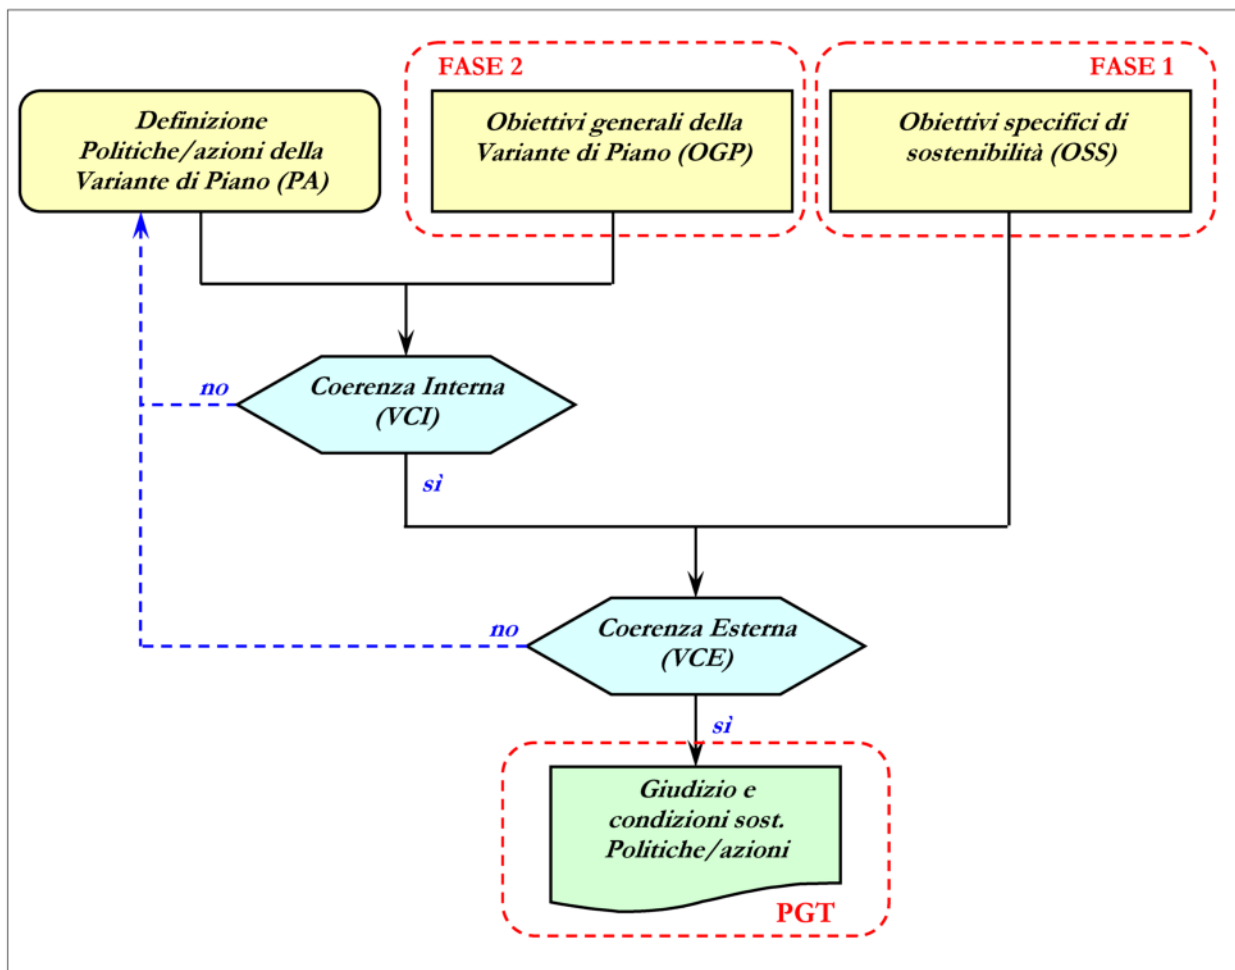 FASE 2
FASE 1
Definizione
Politiche/azioni della
Variante di Piano (PA)
Obiettivi generali della
Variante di Piano (OGP)
Obiettivi specifici di
sostenibilità (OSS)
no
Coerenza Interna
(VCI)
sì
no
Coerenza Esterna
(VCE)
sì
Giudizio e
condizioni sost.
Politiche/azioni
PGT